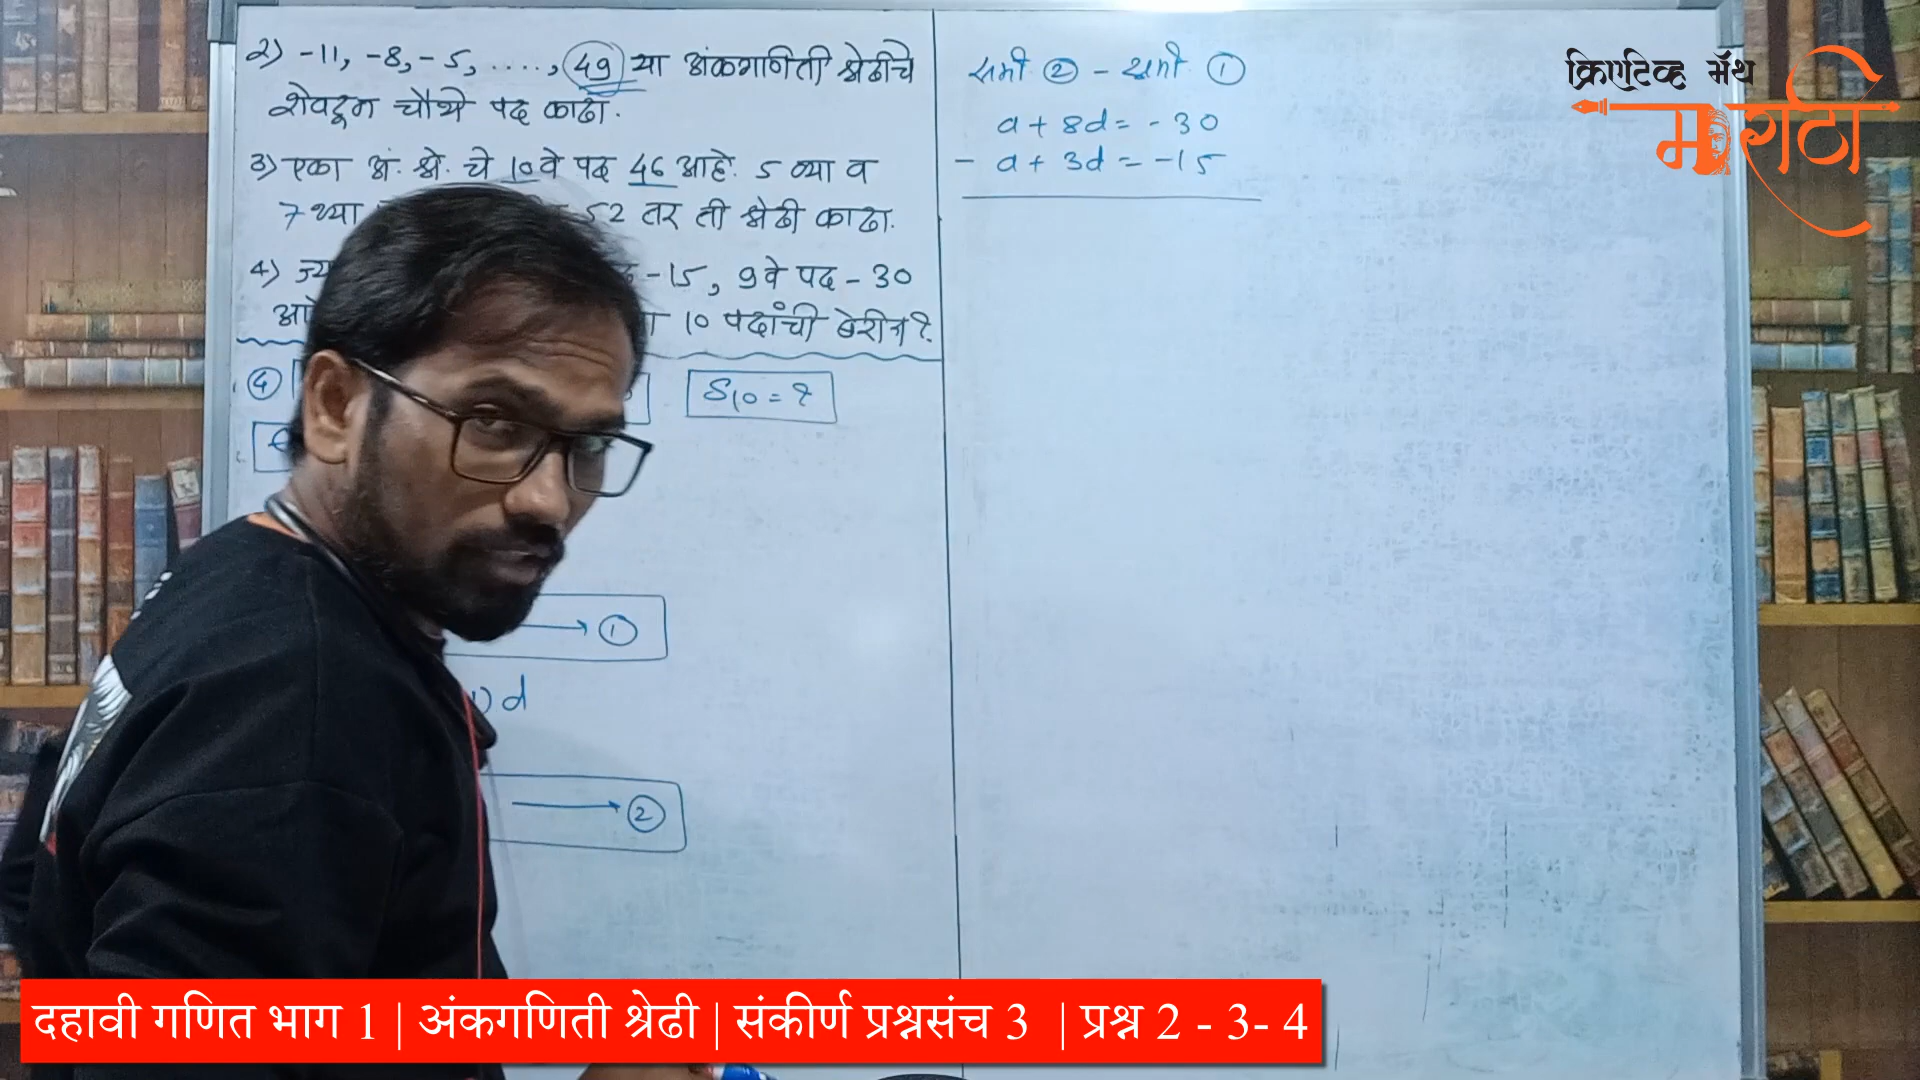 2) -11, -8, -5, ...., 49 या अंकगणिती श्रेढीचे
शेवटून चौथे पद काढा.
3) एका अं. श्रे. चे 10 वे पद 46 आहे. 5 व्या व
7 व्या 52 तर ती श्रेढी काढा.
4) ज्या -15, 9 वे पद -30
10 पदांची बेरीज?
④ S10 = ?
→ ①
) d
→ ②
समी ② - समी ①
a + 8d = -30
- a + 3d = -15
क्रिएटिव्ह मॅथ
मराठी
दहावी गणित भाग 1 | अंकगणिती श्रेढी | संकीर्ण प्रश्नसंच 3 | प्रश्न 2 - 3- 4